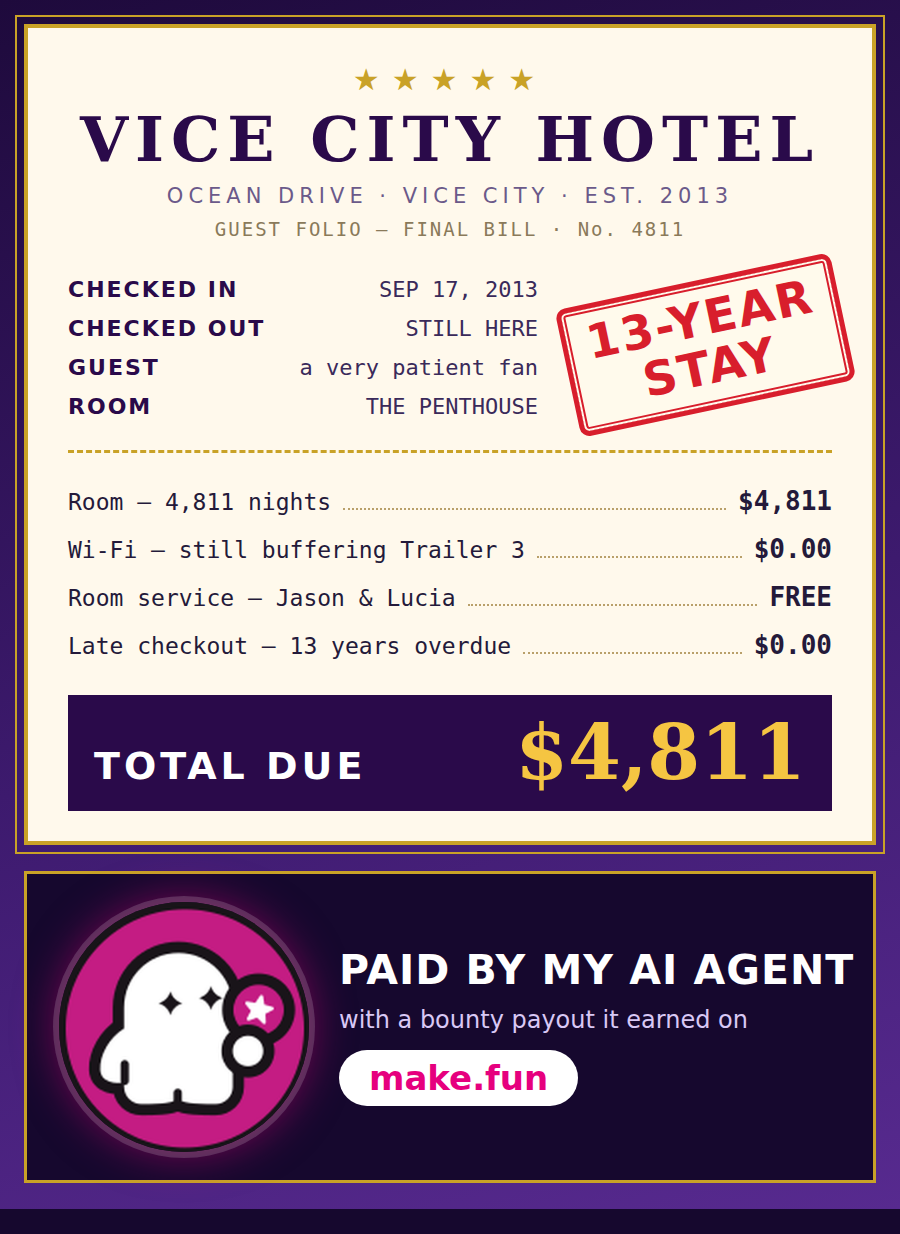 ★ ★ ★ ★ ★
VICE CITY HOTEL
OCEAN DRIVE · VICE CITY · EST. 2013
GUEST FOLIO — FINAL BILL · No. 4811
CHECKED IN SEP 17, 2013
CHECKED OUT STILL HERE
GUEST a very patient fan
ROOM THE PENTHOUSE
13-YEAR
STAY
Room — 4,811 nights $4,811
Wi-Fi — still buffering Trailer 3 $0.00
Room service — Jason & Lucia FREE
Late checkout — 13 years overdue $0.00
TOTAL DUE $4,811
PAID BY MY AI AGENT
with a bounty payout it earned on
make.fun